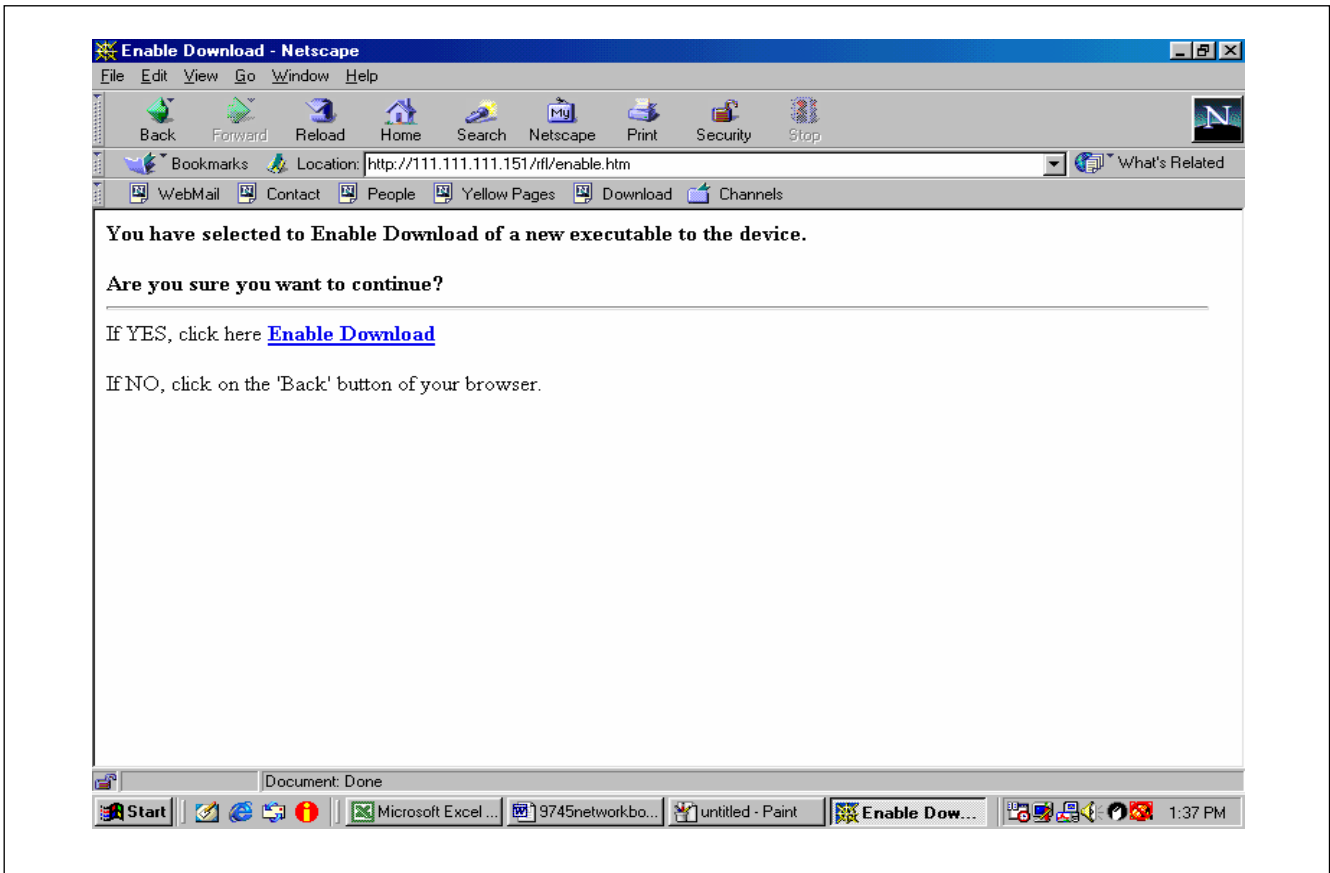 Enable Download - Netscape
File Edit View Go Window Help
My
N
Back Forward Reload Home Search Netscape Print Security Stop
Bookmarks Location: http://111.111.111.151/rfl/enable.htm What's Related
WebMail Contact People Yellow Pages Download Channels
You have selected to Enable Download of a new executable to the device.
Are you sure you want to continue?
If YES, click here Enable Download
If NO, click on the 'Back' button of your browser.
Document: Done
Start Microsoft Excel ... 9745networkbo... untitled - Paint Enable Dow... 1:37 PM